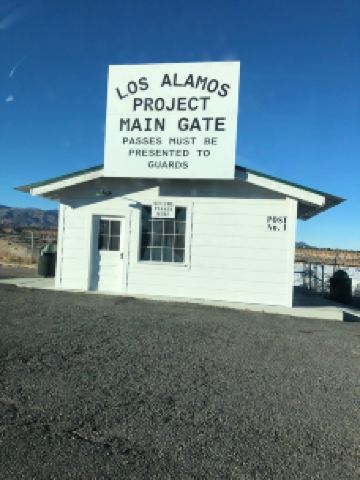 LOS ALAMOS
PROJECT
MAIN GATE
PASSES MUST BE
PRESENTED TO
GUARDS
POST
No. 1